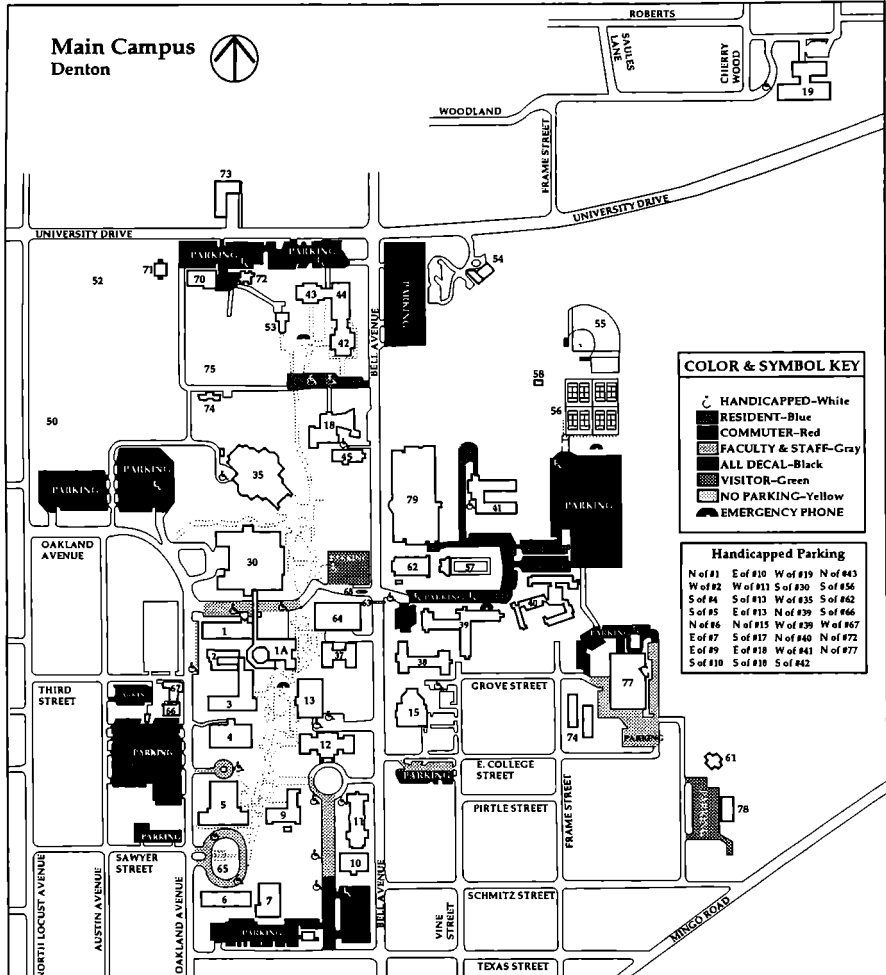 Main Campus
Denton
ROBERTS
SAULES
LANE
CHERRY
WOOD
19
WOODLAND
FRAME STREET
73
UNIVERSITY DRIVE
UNIVERSITY DRIVE
PARKING
PARKING
71
70
72
52
43
44
54
53
PARKING
42
BELL AVENUE
55
75
58
74
56
50
18
45
35
PARKING
PARKING
79
41
PARKING
COLOR & SYMBOL KEY
HANDICAPPED–White
RESIDENT–Blue
COMMUTER–Red
FACULTY & STAFF–Gray
ALL DECAL–Black
VISITOR–Green
NO PARKING–Yellow
EMERGENCY PHONE
OAKLAND
AVENUE
30
62
57
68
63
PARKING
40
Handicapped Parking
N of #1 E of #10 W of #19 N of #43
W of #2 W of #11 S of #30 S of #56
S of #4 S of #13 W of #35 S of #62
S of #5 E of #13 N of #39 S of #66
N of #6 N of #15 W of #39 W of #67
E of #7 S of #17 N of #40 N of #72
E of #9 E of #18 W of #41 N of #77
S of #10 S of #18 S of #42
1
64
39
PARKING
1A
2
37
38
77
THIRD
STREET
67
66
3
13
15
GROVE STREET
74
4
12
PARKING
PARKING
E. COLLEGE
STREET
61
PARKING
5
9
11
PIRTLE STREET
FRAME STREET
PARKING
78
PARKING
SAWYER
STREET
65
10
6
7
PARKING
NORTH LOCUST AVENUE
AUSTIN AVENUE
OAKLAND AVENUE
BELL AVENUE
VINE
STREET
SCHMITZ STREET
MINGO ROAD
TEXAS STREET